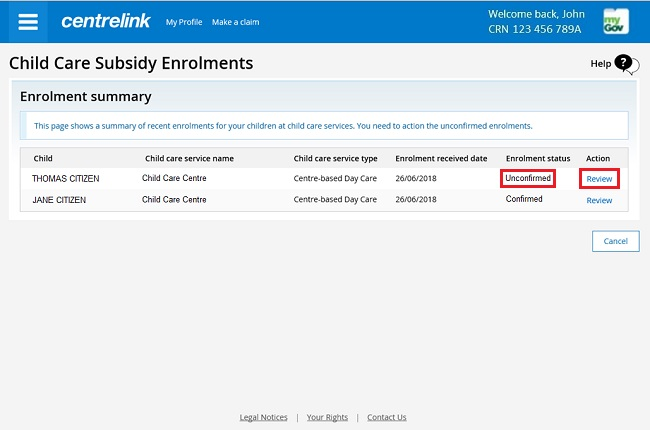 centrelink My Profile Make a claim Welcome back, John
CRN 123 456 789A
my
Gov
Child Care Subsidy Enrolments Help ?
Enrolment summary
This page shows a summary of recent enrolments for your children at child care services. You need to action the unconfirmed enrolments.
Child Child care service name Child care service type Enrolment received date Enrolment status Action
THOMAS CITIZEN Child Care Centre Centre-based Day Care 26/06/2018 Unconfirmed Review
JANE CITIZEN Child Care Centre Centre-based Day Care 26/06/2018 Confirmed Review
Cancel
Legal Notices | Your Rights | Contact Us